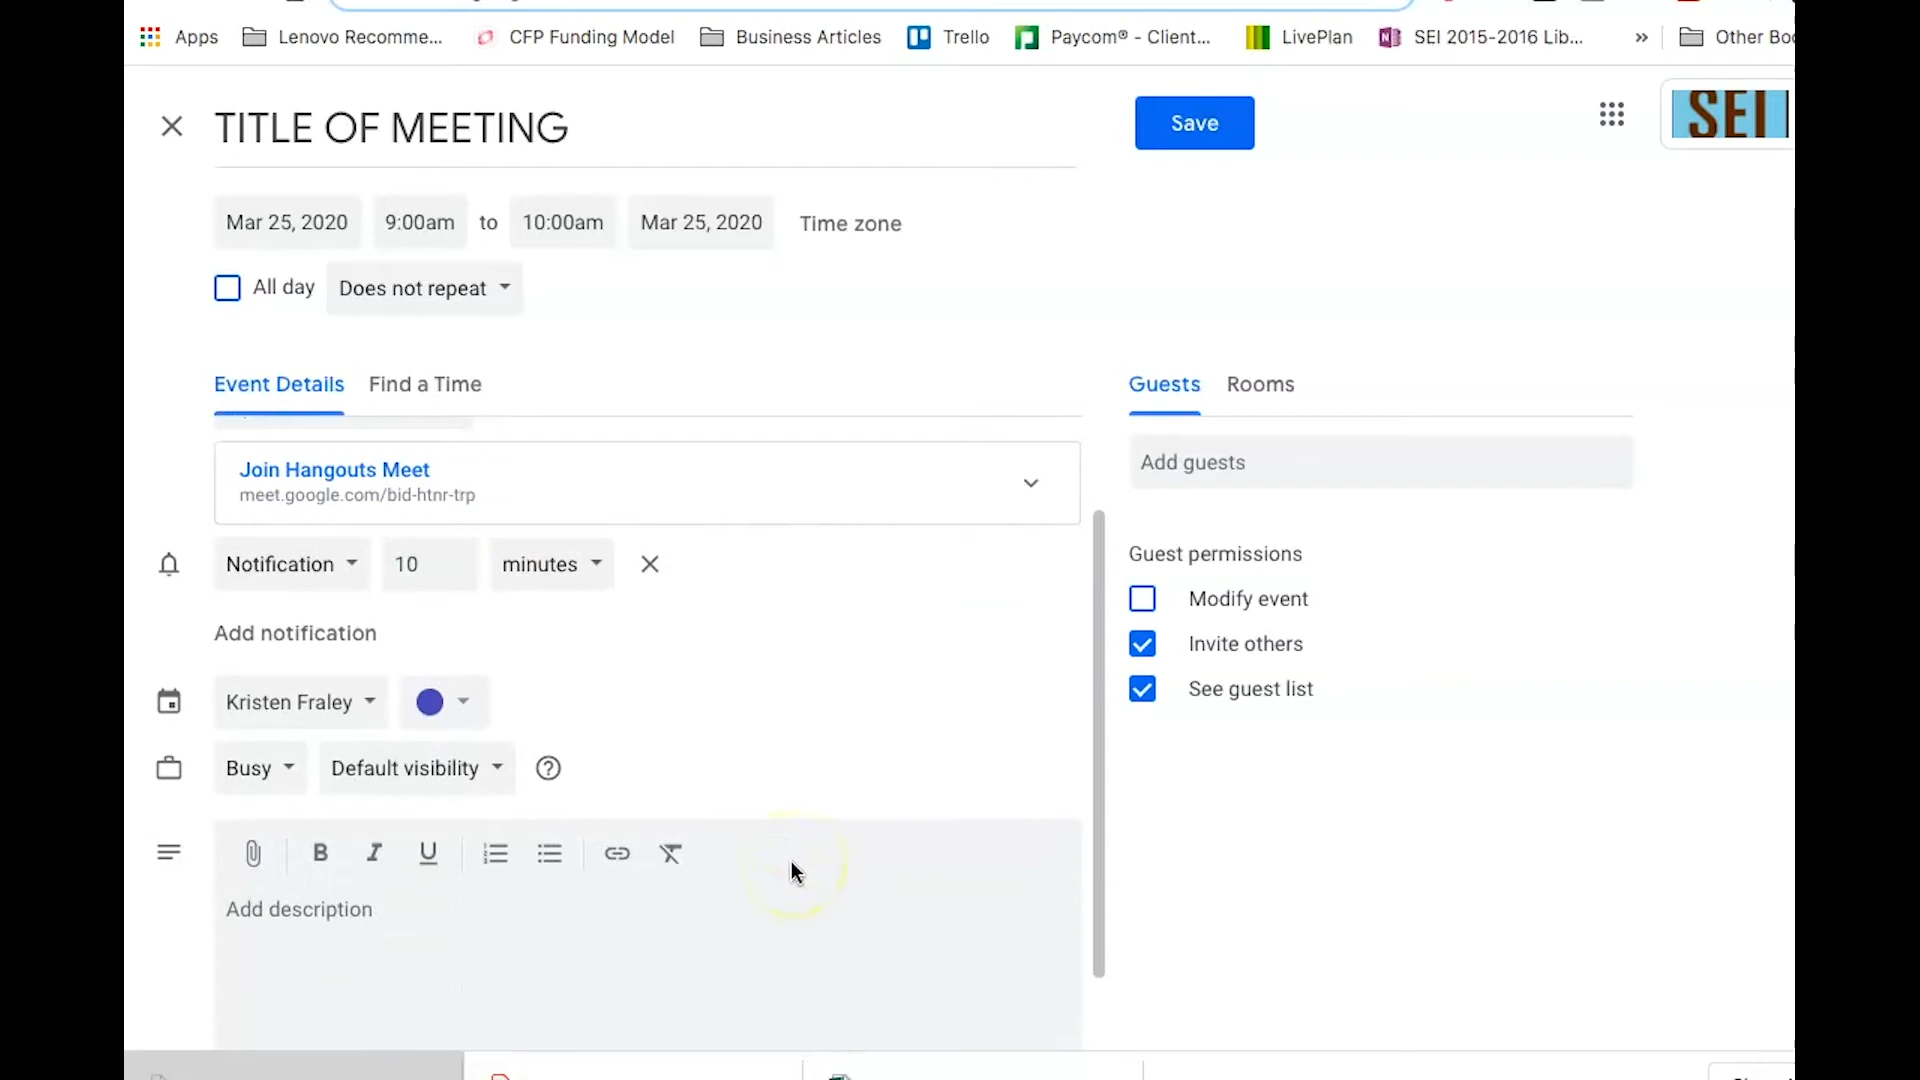 Apps Lenovo Recomme... CFP Funding Model Business Articles Trello Paycom® - Client... LivePlan SEI 2015-2016 Lib... » Other Boo
TITLE OF MEETING Save SEI
Mar 25, 2020 9:00am to 10:00am Mar 25, 2020 Time zone
All day Does not repeat
Event Details Find a Time Guests Rooms
Join Hangouts Meet
meet.google.com/bid-htnr-trp
Add guests
Notification 10 minutes
Guest permissions
Modify event
Add notification
Invite others
See guest list
Kristen Fraley
Busy Default visibility
B I U
Add description